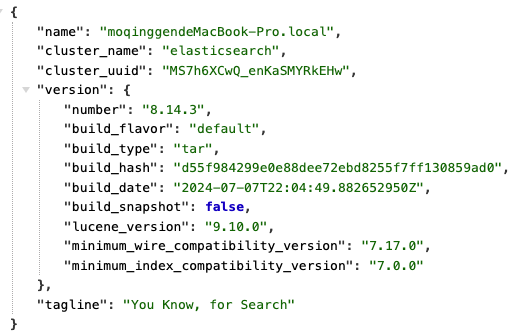 {
"name": "moqinggendeMacBook-Pro.local",
"cluster_name": "elasticsearch",
"cluster_uuid": "MS7h6XCwQ_enKaSMYRkEHw",
"version": {
"number": "8.14.3",
"build_flavor": "default",
"build_type": "tar",
"build_hash": "d55f984299e0e88dee72ebd8255f7ff130859ad0",
"build_date": "2024-07-07T22:04:49.882652950Z",
"build_snapshot": false,
"lucene_version": "9.10.0",
"minimum_wire_compatibility_version": "7.17.0",
"minimum_index_compatibility_version": "7.0.0"
},
"tagline": "You Know, for Search"
}